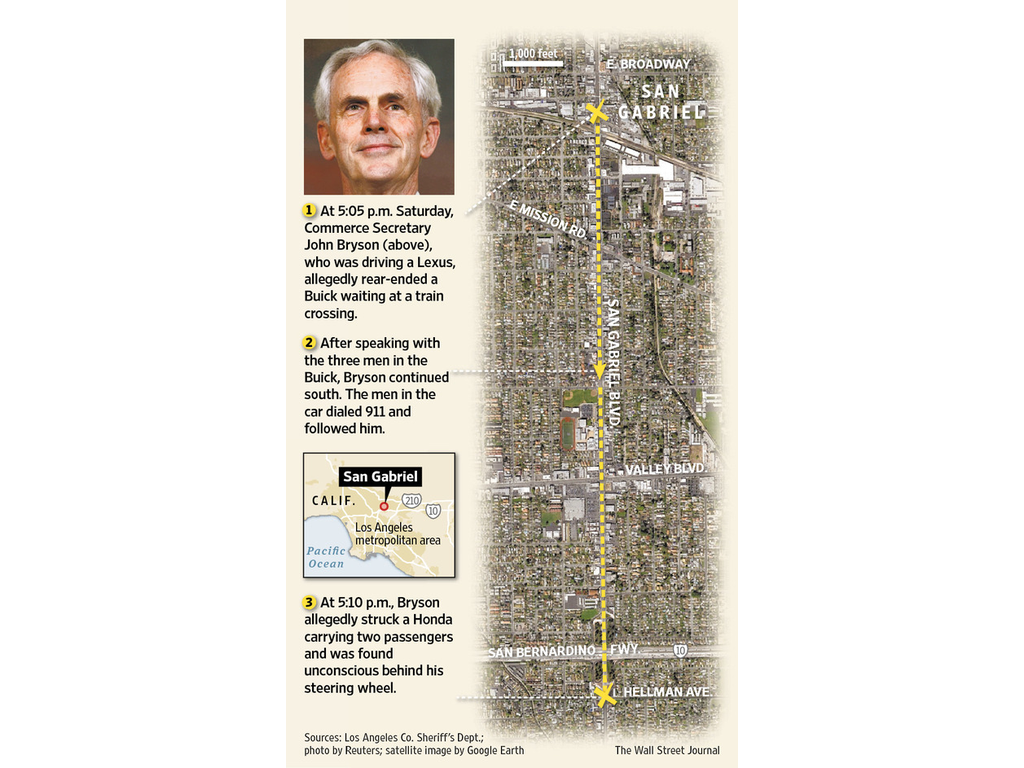 1,000 feet
E. BROADWAY
SAN
GABRIEL
1 At 5:05 p.m. Saturday,
Commerce Secretary
John Bryson (above),
who was driving a Lexus,
allegedly rear-ended a
Buick waiting at a train
crossing.
E MISSION RD.
SAN GABRIEL BLVD.
2 After speaking with
the three men in the
Buick, Bryson continued
south. The men in the
car dialed 911 and
followed him.
VALLEY BLVD.
San Gabriel
CALIF.
210
10
Los Angeles
metropolitan area
Pacific
Ocean
3 At 5:10 p.m., Bryson
allegedly struck a Honda
carrying two passengers
and was found
unconscious behind his
steering wheel.
SAN BERNARDINO FWY. 10
HELLMAN AVE.
Sources: Los Angeles Co. Sheriff's Dept.;
photo by Reuters; satellite image by Google Earth
The Wall Street Journal